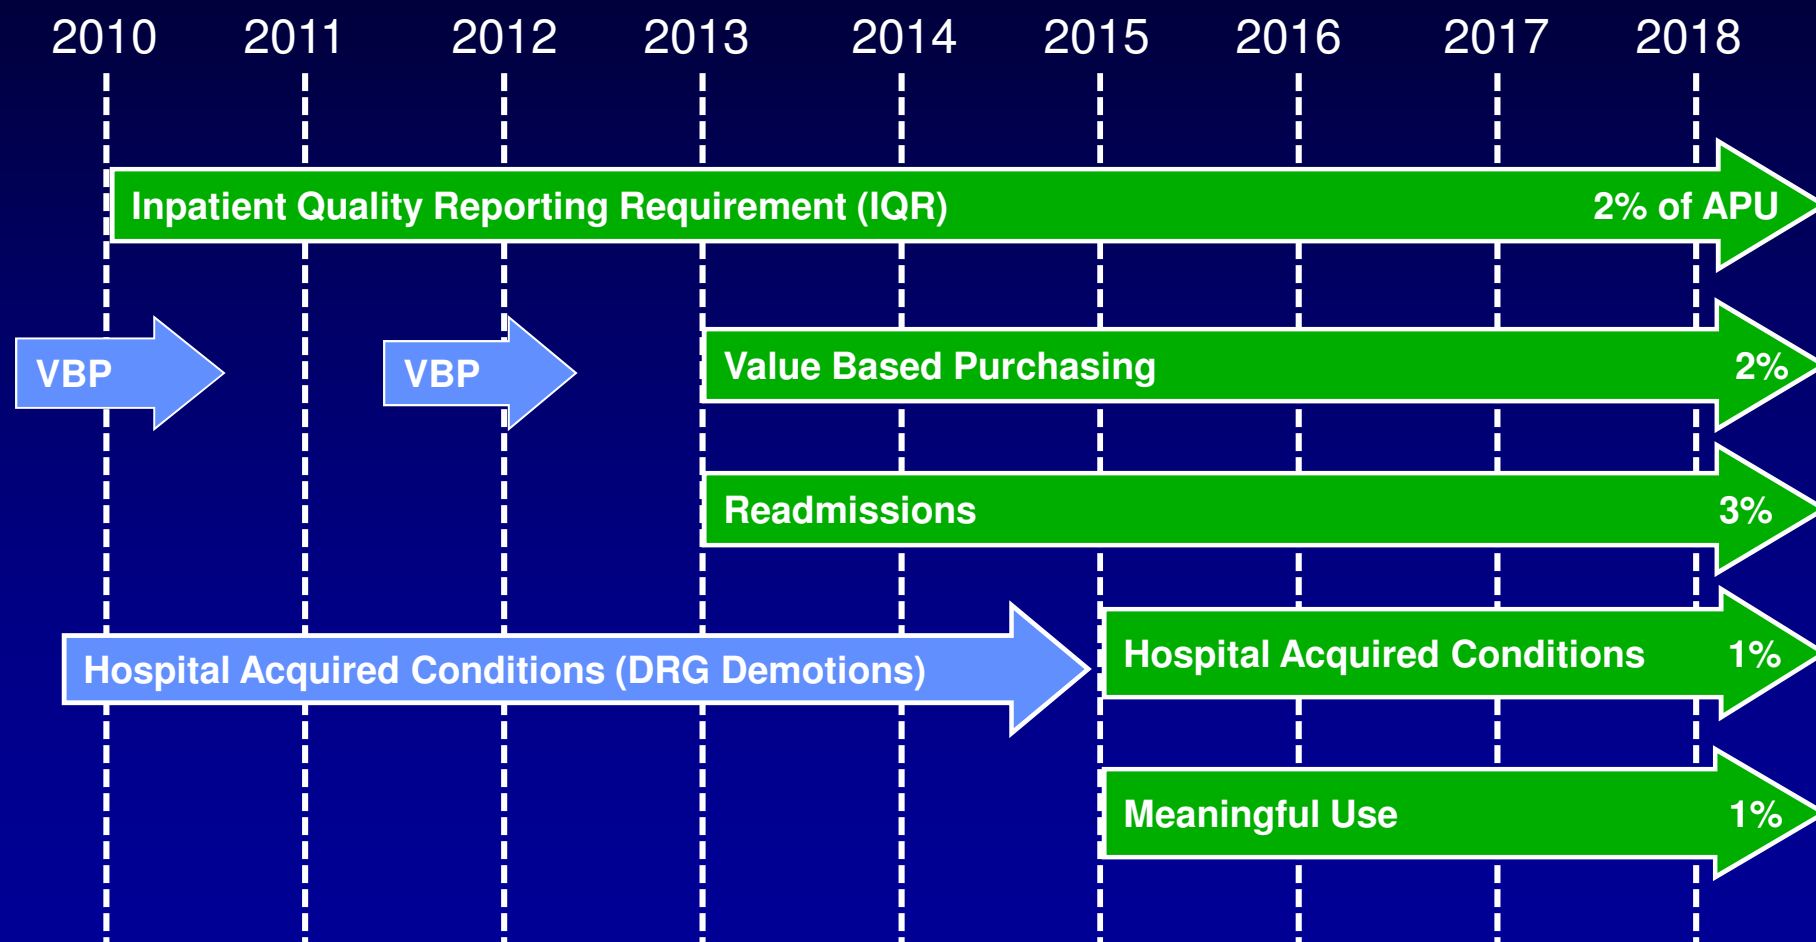 2010 2011 2012 2013 2014 2015 2016 2017 2018
Inpatient Quality Reporting Requirement (IQR) 2% of APU
VBP VBP Value Based Purchasing 2%
Readmissions 3%
Hospital Acquired Conditions (DRG Demotions) Hospital Acquired Conditions 1%
Meaningful Use 1%